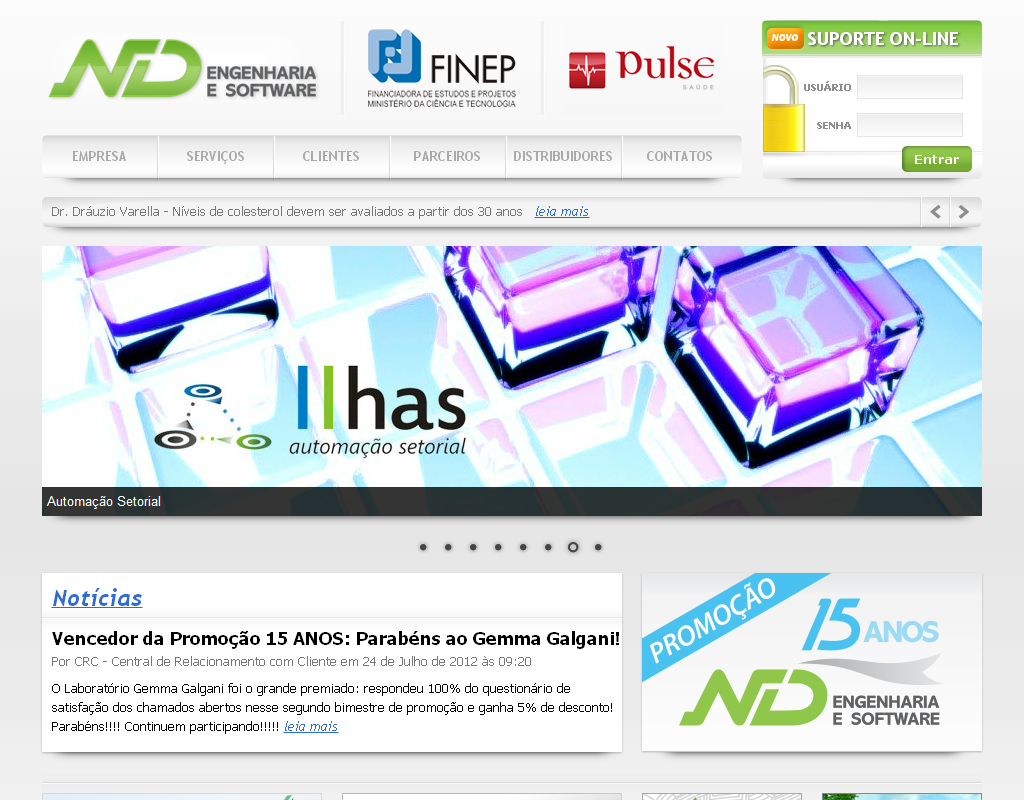 ND ENGENHARIA
E SOFTWARE
FINEP
FINANCIADORA DE ESTUDOS E PROJETOS
MINISTÉRIO DA CIÊNCIA E TECNOLOGIA
Pulse
SAÚDE
NOVO SUPORTE ON-LINE
USUÁRIO
SENHA
Entrar
EMPRESA SERVIÇOS CLIENTES PARCEIROS DISTRIBUIDORES CONTATOS
Dr. Dráuzio Varella - Níveis de colesterol devem ser avaliados a partir dos 30 anos leia mais
Ilhas
automação setorial
Automação Setorial
Notícias
Vencedor da Promoção 15 ANOS: Parabéns ao Gemma Galgani!
Por CRC - Central de Relacionamento com Cliente em 24 de Julho de 2012 às 09:20
O Laboratório Gemma Galgani foi o grande premiado: respondeu 100% do questionário de
satisfação dos chamados abertos nesse segundo bimestre de promoção e ganha 5% de desconto!
Parabéns!!!! Continuem participando!!!!! leia mais
PROMOÇÃO
15 ANOS
ND ENGENHARIA
E SOFTWARE